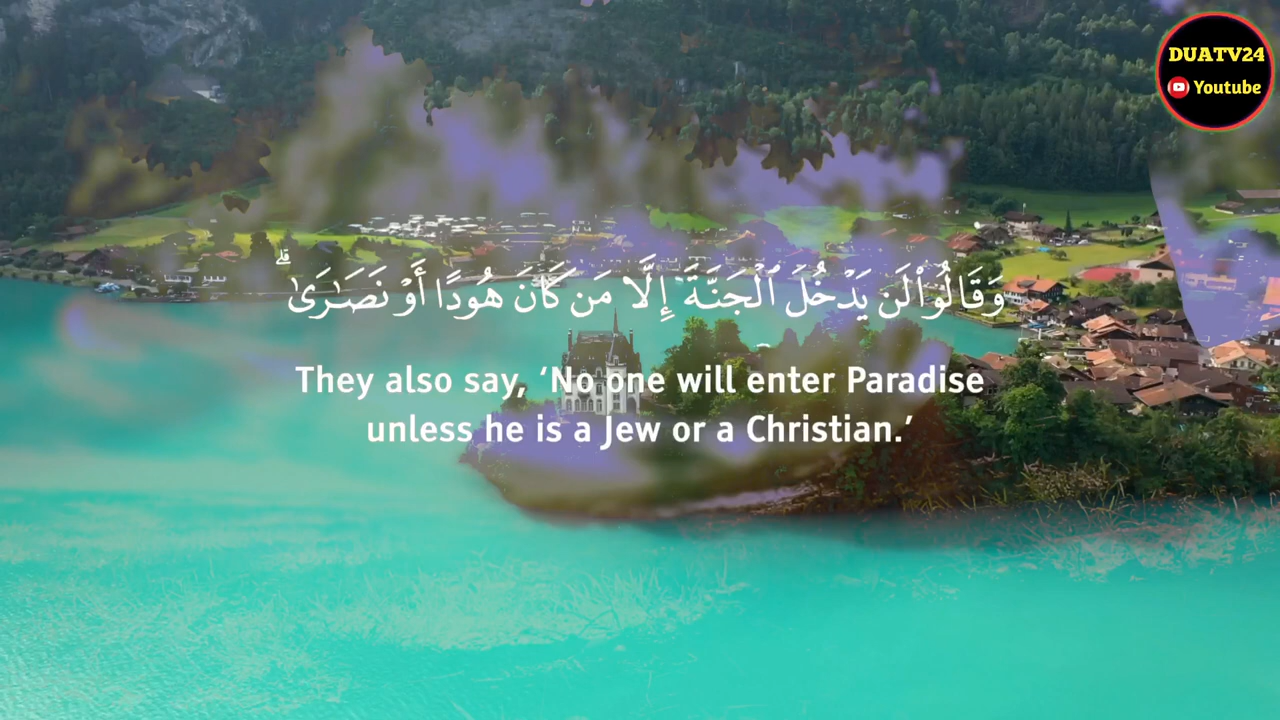 DUATV24
Youtube
وَقَالُوا۟ لَن يَدْخُلَ ٱلْجَنَّةَ إِلَّا مَن كَانَ هُودًا أَوْ نَصَـٰرَىٰ ۗ
They also say, ‘No one will enter Paradise
unless he is a Jew or a Christian.’